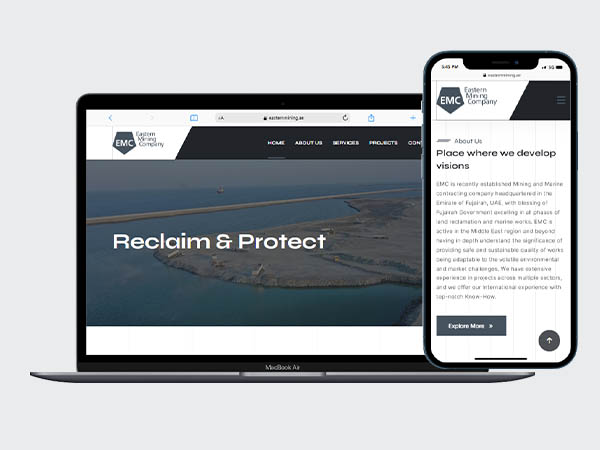 easternmining.ae
EMC
Eastern
Mining
Company
HOME ABOUT US SERVICES PROJECTS CONT
Reclaim & Protect
MacBook Air
5:45 PM
5G
easternmining.ae
EMC
Eastern
Mining
Company
About Us
Place where we develop
visions
EMC is recently established Mining and Marine
contracting company headquartered in the
Emirate of Fujairah, UAE, with blessing of
Fujairah Government excelling in all phases of
land reclamation and marine works. EMC is
active in the Middle East region and beyond
having in depth understand the significance of
providing safe and sustainable quality of works
being adaptable to the volatile environmental
and market challenges. We have extensive
experience in projects across multiple sectors,
and we offer our international experience with
top-notch Know-How.
Explore More »